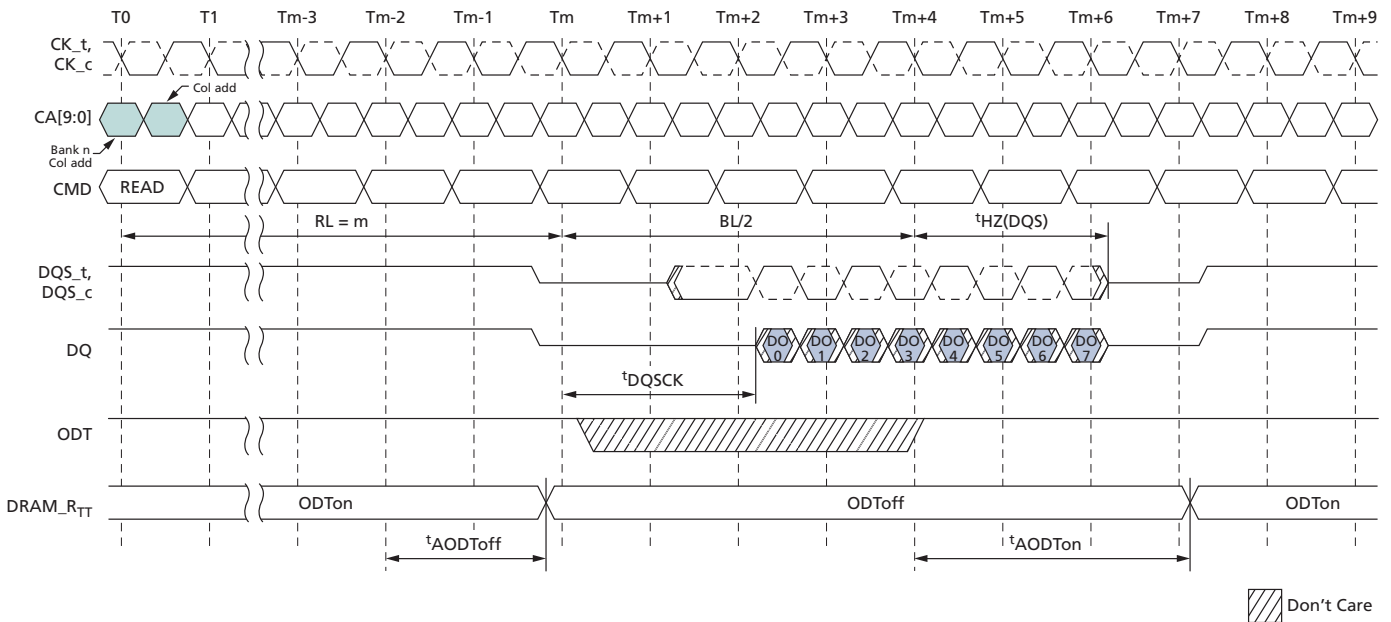 T0 T1 Tm-3 Tm-2 Tm-1 Tm Tm+1 Tm+2 Tm+3 Tm+4 Tm+5 Tm+6 Tm+7 Tm+8 Tm+9
CK_t,
CK_c
Col add
CA[9:0]
Bank n
Col add
CMD READ
RL = m BL/2 tHZ(DQS)
DQS_t,
DQS_c
DQ DO DO DO DO DO DO DO DO
0 1 2 3 4 5 6 7
tDQSCK
ODT
DRAM_RTT ODTon ODToff ODTon
tAODToff tAODTon
Don't Care